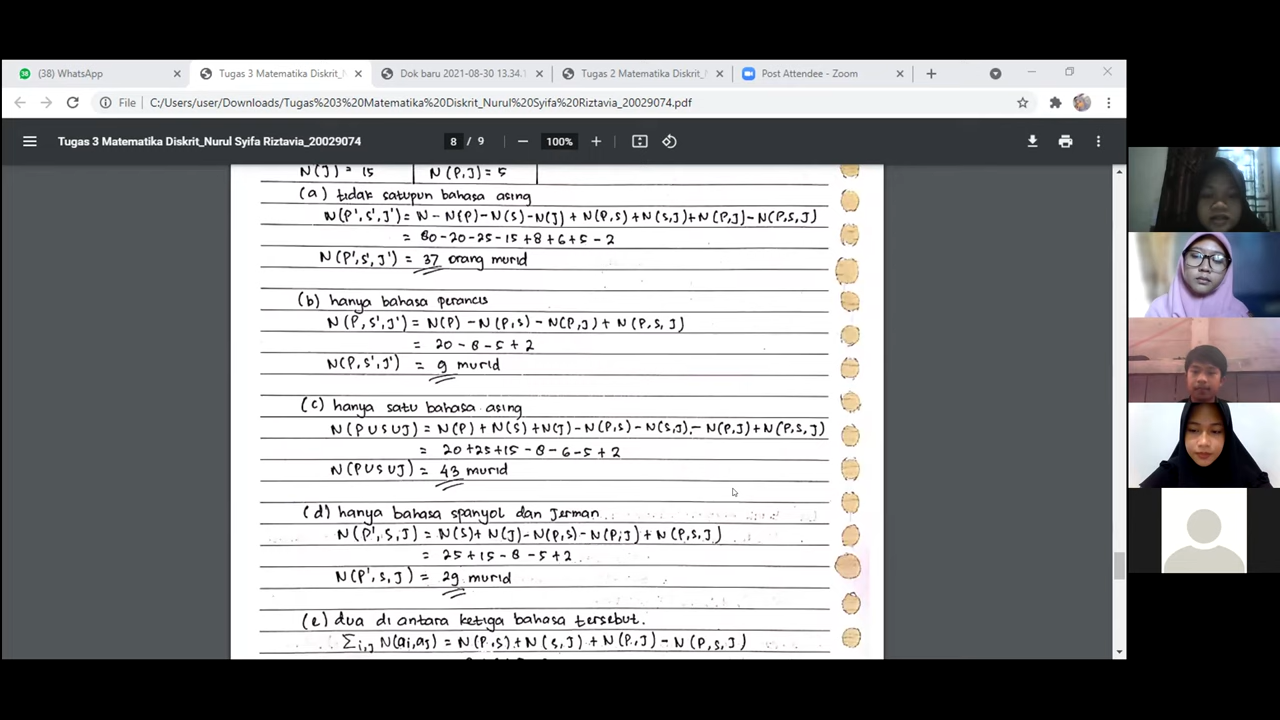 (38) WhatsApp
Tugas 3 Matematika Diskrit_N
Dok baru 2021-08-30 13.34.1
Tugas 2 Matematika Diskrit_N
Post Attendee - Zoom
File
C:/Users/user/Downloads/Tugas%203%20Matematika%20Diskrit_Nurul%20Syifa%20Riztavia_20029074.pdf
Tugas 3 Matematika Diskrit_Nurul Syifa Riztavia_20029074
8 / 9
100%
N(J) = 15 N(P,J) = 5
(a) tidak satupun bahasa asing
N(P',S',J') = N - N(P) - N(S) - N(J) + N(P,S) + N(S,J) + N(P,J) - N(P,S,J)
= 80 - 20 - 25 - 15 + 8 + 6 + 5 - 2
N(P',S',J') = 37 orang murid
(b) hanya bahasa perancis
N(P,S',J') = N(P) - N(P,S) - N(P,J) + N(P,S,J)
= 20 - 8 - 5 + 2
N(P,S',J') = 9 murid
(c) hanya satu bahasa asing
N(PUSUJ) = N(P) + N(S) + N(J) - N(P,S) - N(S,J) - N(P,J) + N(P,S,J)
= 20 + 25 + 15 - 8 - 6 - 5 + 2
N(PUSUJ) = 43 murid
(d) hanya bahasa spanyol dan Jerman
N(P',S,J) = N(S) + N(J) - N(P,S) - N(P,J) + N(P,S,J)
= 25 + 15 - 8 - 5 + 2
N(P',S,J) = 29 murid
(e) dua di antara ketiga bahasa tersebut.
Σi,j N(ai,aj) = N(P,S) + N(S,J) + N(P,J) - N(P,S,J)